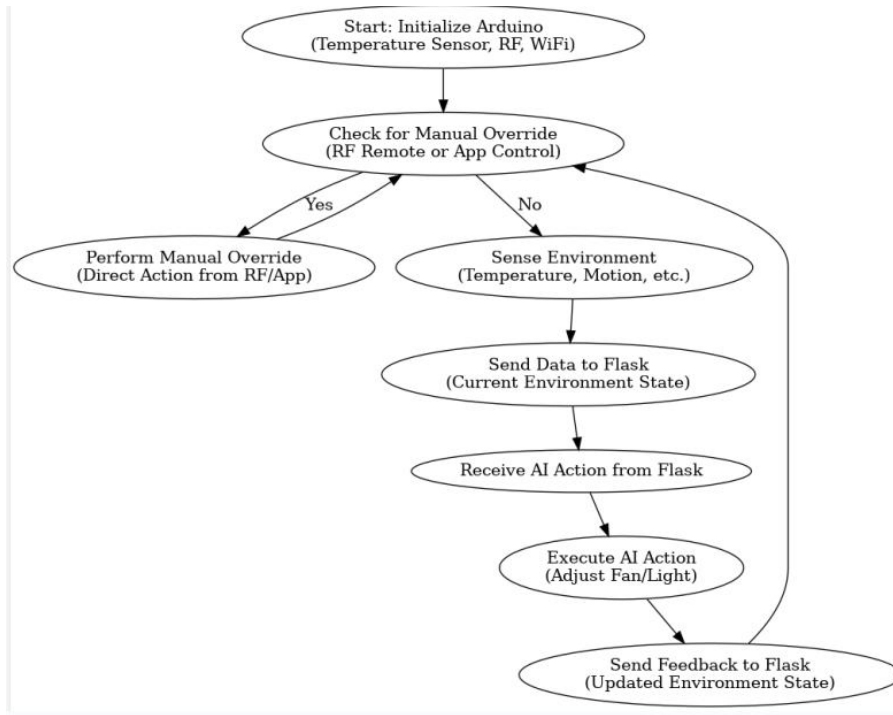 Start: Initialize Arduino
(Temperature Sensor, RF, WiFi)
Check for Manual Override
(RF Remote or App Control)
Yes
No
Perform Manual Override
(Direct Action from RF/App)
Sense Environment
(Temperature, Motion, etc.)
Send Data to Flask
(Current Environment State)
Receive AI Action from Flask
Execute AI Action
(Adjust Fan/Light)
Send Feedback to Flask
(Updated Environment State)